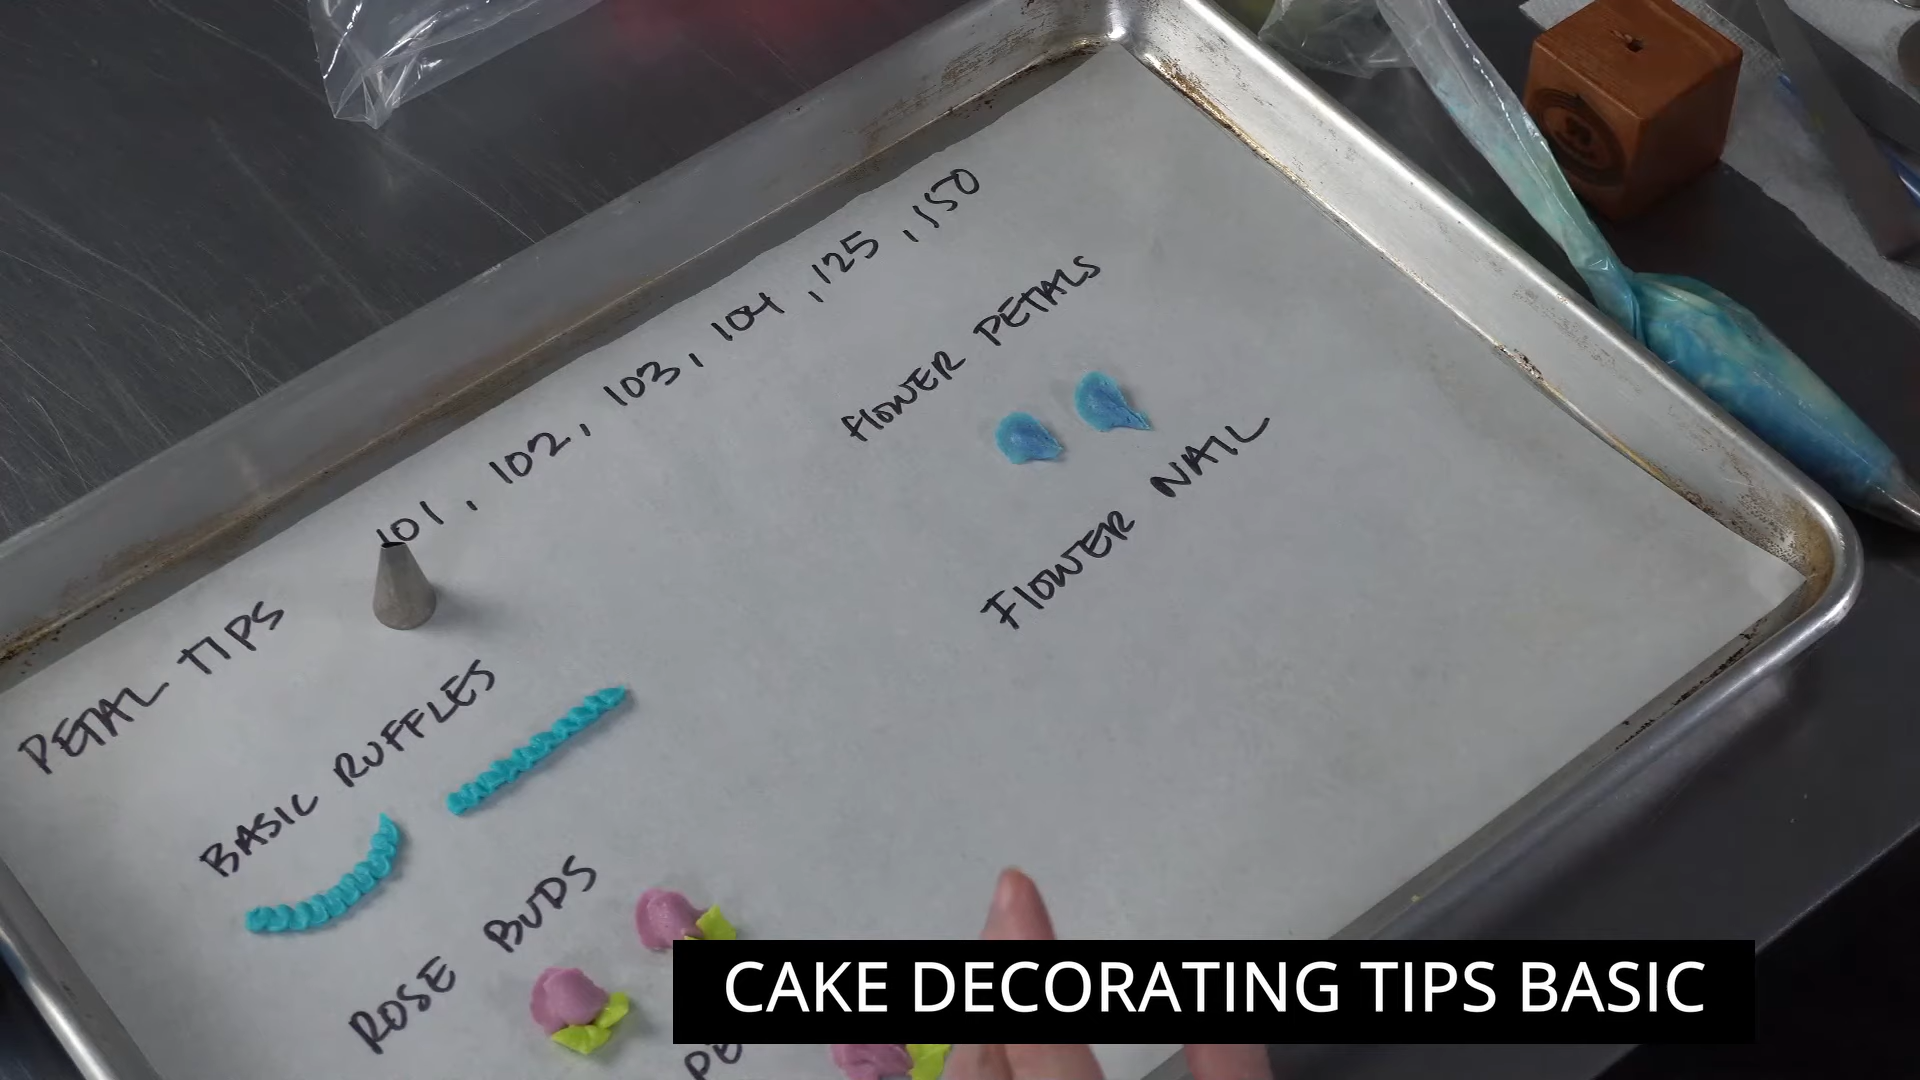 PETAL TIPS 101, 102, 103, 104, 125, 150
BASIC RUFFLES
FLOWER PETALS
FLOWER NAIL
ROSE BUDS
CAKE DECORATING TIPS BASIC